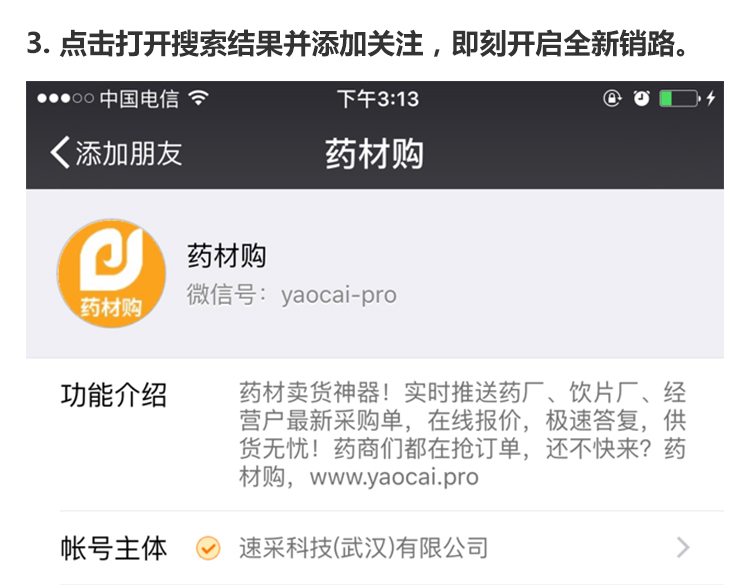 3. 点击打开搜索结果并添加关注，即刻开启全新销路。
中国电信 下午3:13
添加朋友 药材购
药材购
药材购
微信号：yaocai-pro
功能介绍 药材卖货神器！实时推送药厂、饮片厂、经
营户最新采购单，在线报价，极速答复，供
货无忧！药商们都在抢订单，还不快来？药
材购，www.yaocai.pro
帐号主体 速采科技(武汉)有限公司